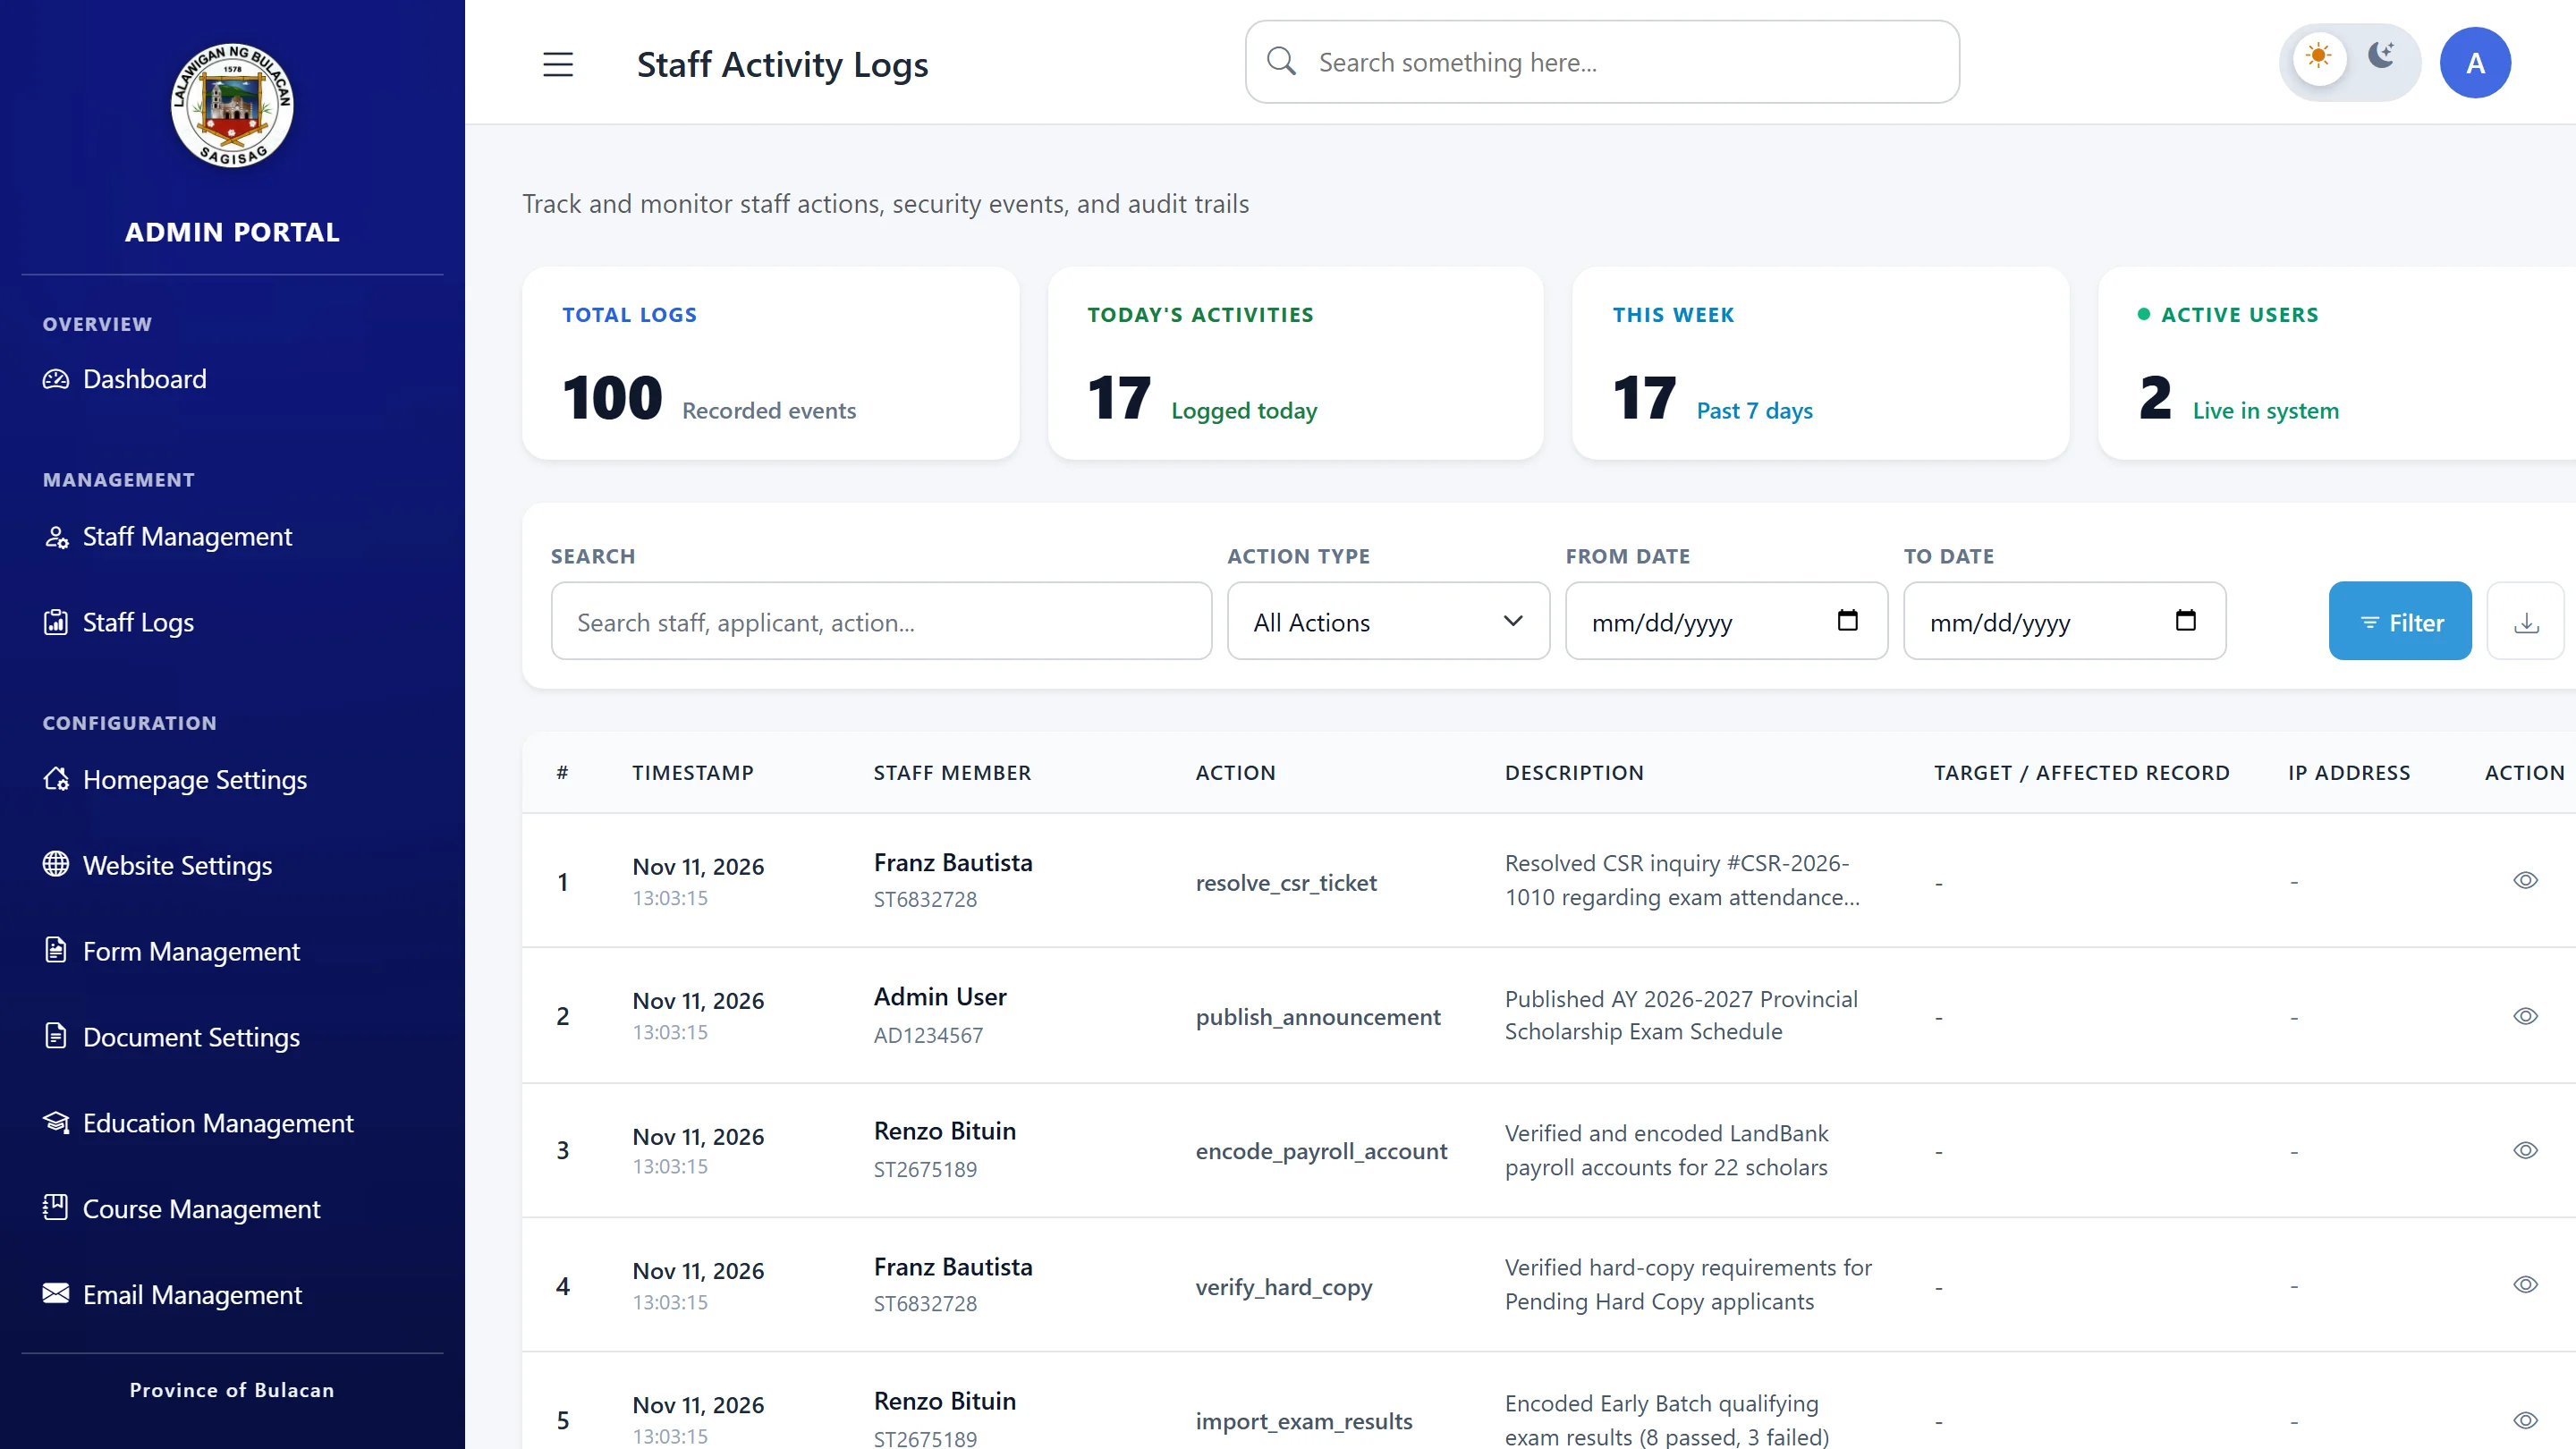 LALAWIGAN NG BULACAN
1578
SAGISAG
ADMIN PORTAL
OVERVIEW
Dashboard
MANAGEMENT
Staff Management
Staff Logs
CONFIGURATION
Homepage Settings
Website Settings
Form Management
Document Settings
Education Management
Course Management
Email Management
Province of Bulacan
Staff Activity Logs
Search something here...
A
Track and monitor staff actions, security events, and audit trails
TOTAL LOGS
100 Recorded events
TODAY'S ACTIVITIES
17 Logged today
THIS WEEK
17 Past 7 days
ACTIVE USERS
2 Live in system
SEARCH
Search staff, applicant, action...
ACTION TYPE
All Actions
FROM DATE
mm/dd/yyyy
TO DATE
mm/dd/yyyy
Filter
# TIMESTAMP STAFF MEMBER ACTION DESCRIPTION TARGET / AFFECTED RECORD IP ADDRESS ACTION
1
Nov 11, 2026
13:03:15
Franz Bautista
ST6832728
resolve_csr_ticket
Resolved CSR inquiry #CSR-2026-
1010 regarding exam attendance...
-
-
2
Nov 11, 2026
13:03:15
Admin User
AD1234567
publish_announcement
Published AY 2026-2027 Provincial
Scholarship Exam Schedule
-
-
3
Nov 11, 2026
13:03:15
Renzo Bituin
ST2675189
encode_payroll_account
Verified and encoded LandBank
payroll accounts for 22 scholars
-
-
4
Nov 11, 2026
13:03:15
Franz Bautista
ST6832728
verify_hard_copy
Verified hard-copy requirements for
Pending Hard Copy applicants
-
-
5
Nov 11, 2026
13:03:15
Renzo Bituin
ST2675189
import_exam_results
Encoded Early Batch qualifying
exam results (8 passed, 3 failed)
-
-